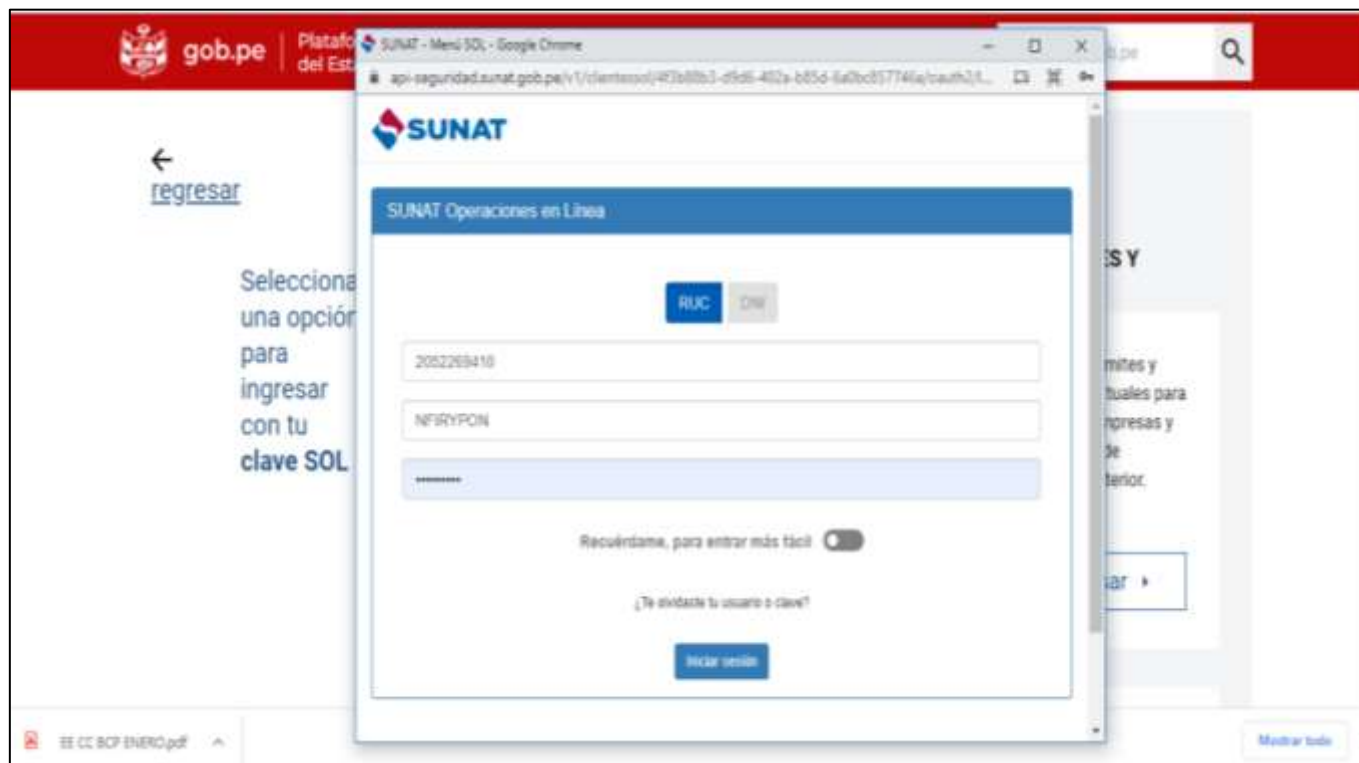 gob.pe
Platafo
del Est
SUNAT - Menú SOL - Google Chrome
SUNAT
←
regresar
SUNAT Operaciones en Línea
Selecciona
una opción
para
ingresar
con tu
clave SOL
RUC
DNI
2052269410
NFIRYPON
Recuérdame, para entrar más fácil
¿Te olvidaste tu usuario o clave?
Iniciar sesión
S Y
mites y
tuales para
mpresas y
de
terior.
sar
EE CC BCP ENERO.pdf
Mostrar todo